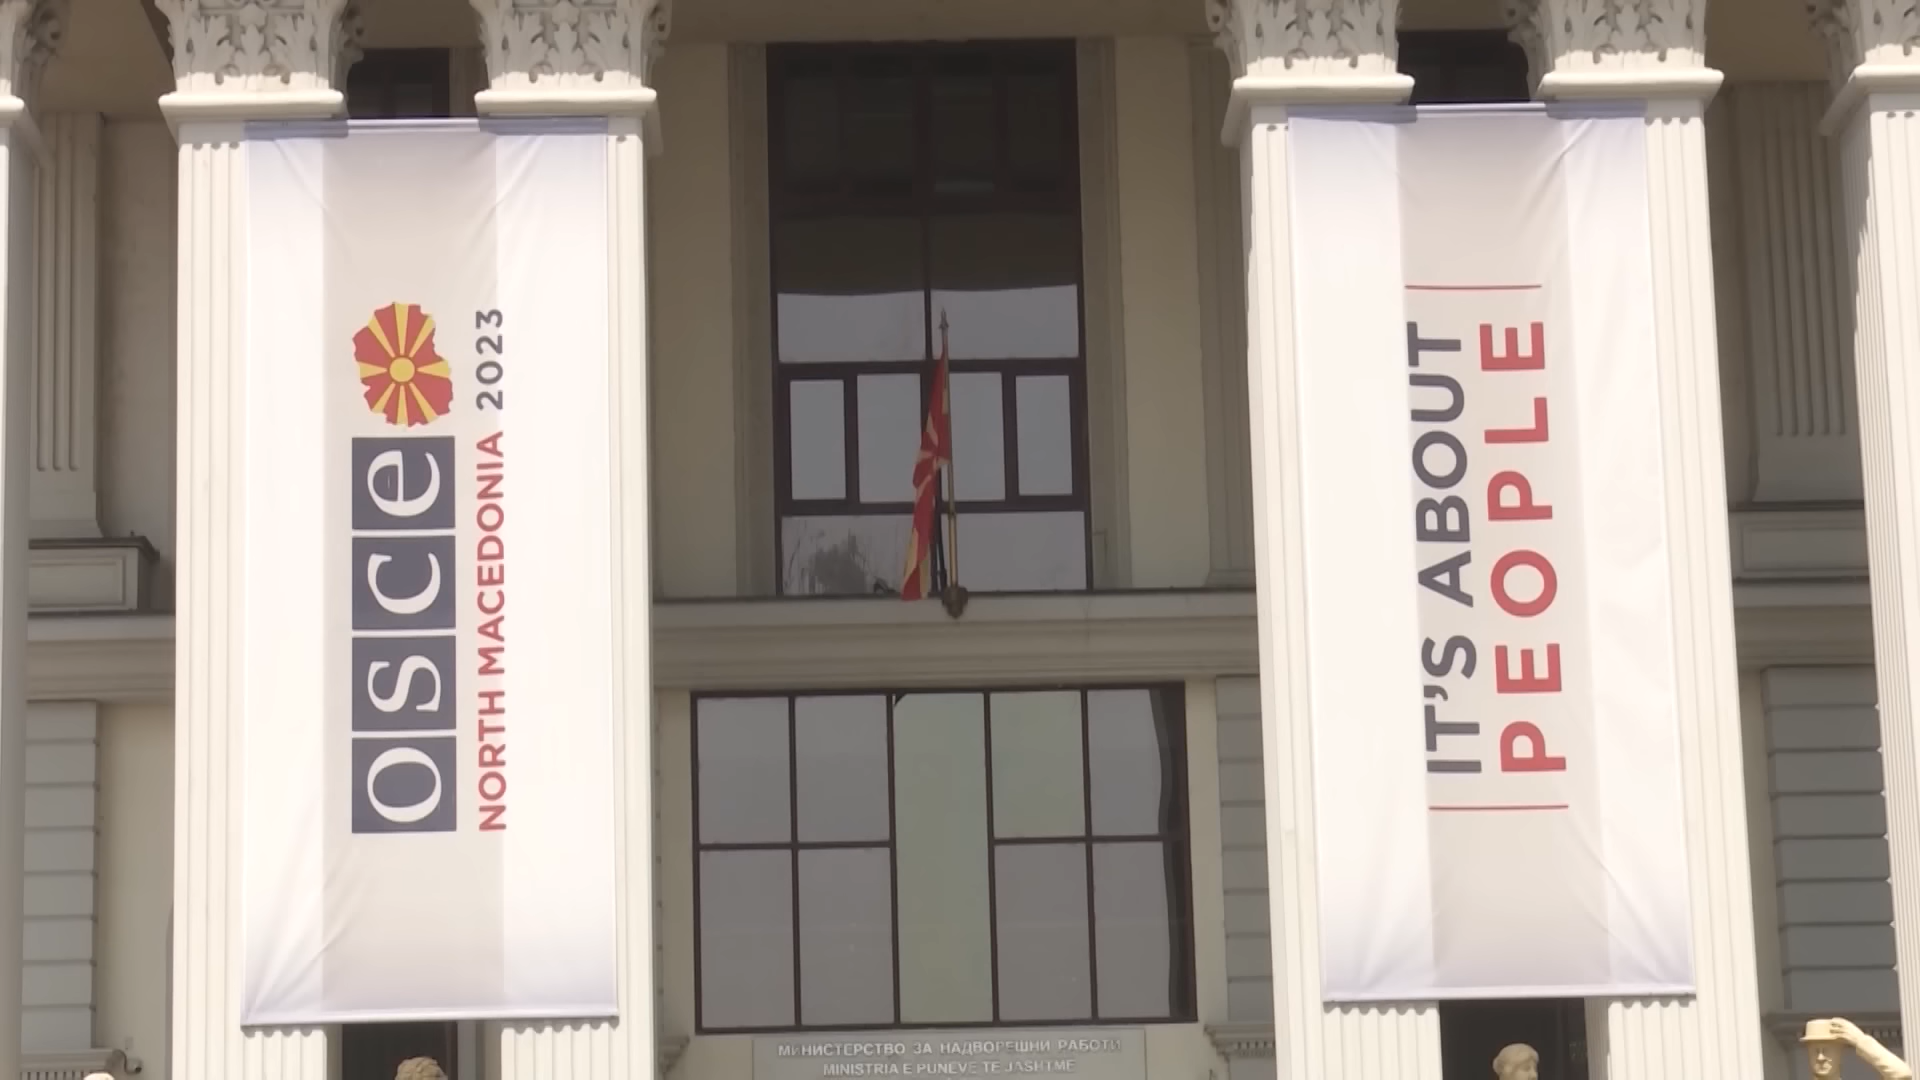 osce
NORTH MACEDONIA 2023
IT'S ABOUT
PEOPLE
МИНИСТЕРСТВО ЗА НАДВОРЕШНИ РАБОТИ
MINISTRIA E PUNËVE TË JASHTME